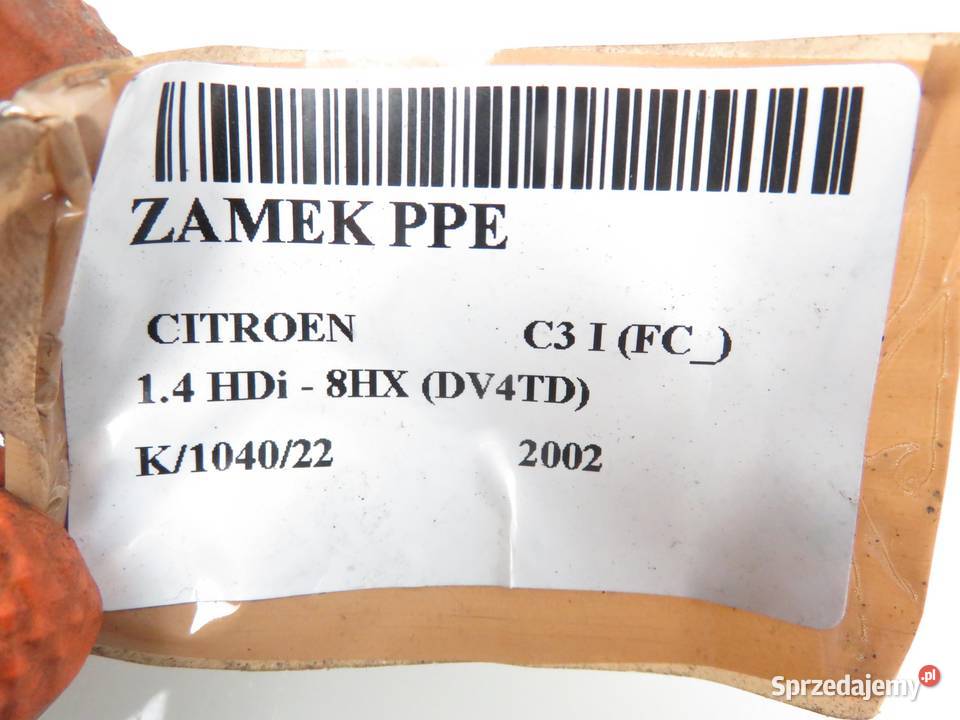 ZAMEK PPE
CITROEN C3 I (FC_)
1.4 HDi - 8HX (DV4TD)
K/1040/22 2002
Sprzedajemy.pl